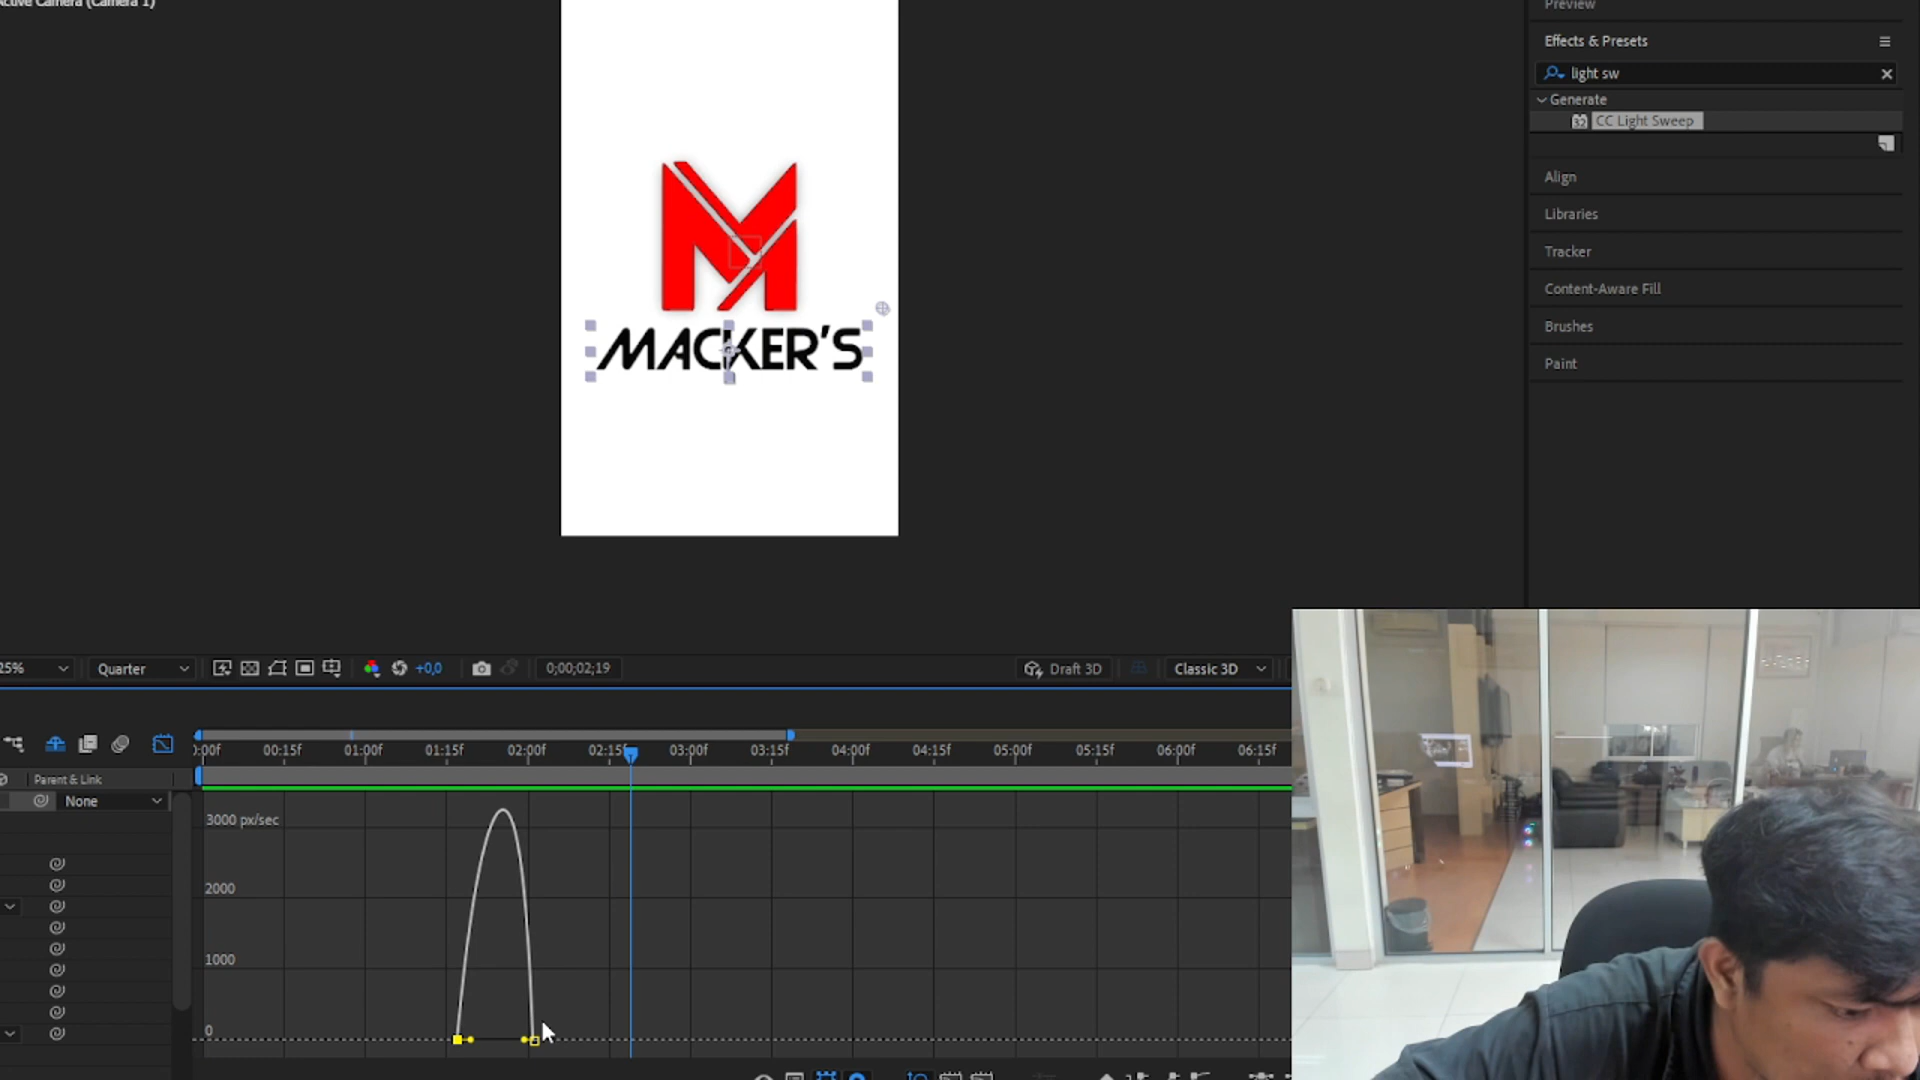 Active Camera (Camera 1)
Preview
Effects & Presets
light sw
Generate
32
CC Light Sweep
Align
Libraries
Tracker
Content-Aware Fill
Brushes
Paint
MACKER'S
25%
Quarter
+0,0
0;00;02;19
Draft 3D
Classic 3D
:00f 00:15f 01:00f 01:15f 02:00f 02:15f 03:00f 03:15f 04:00f 04:15f 05:00f 05:15f 06:00f 06:15f
Parent & Link
None
3000 px/sec
2000
1000
0